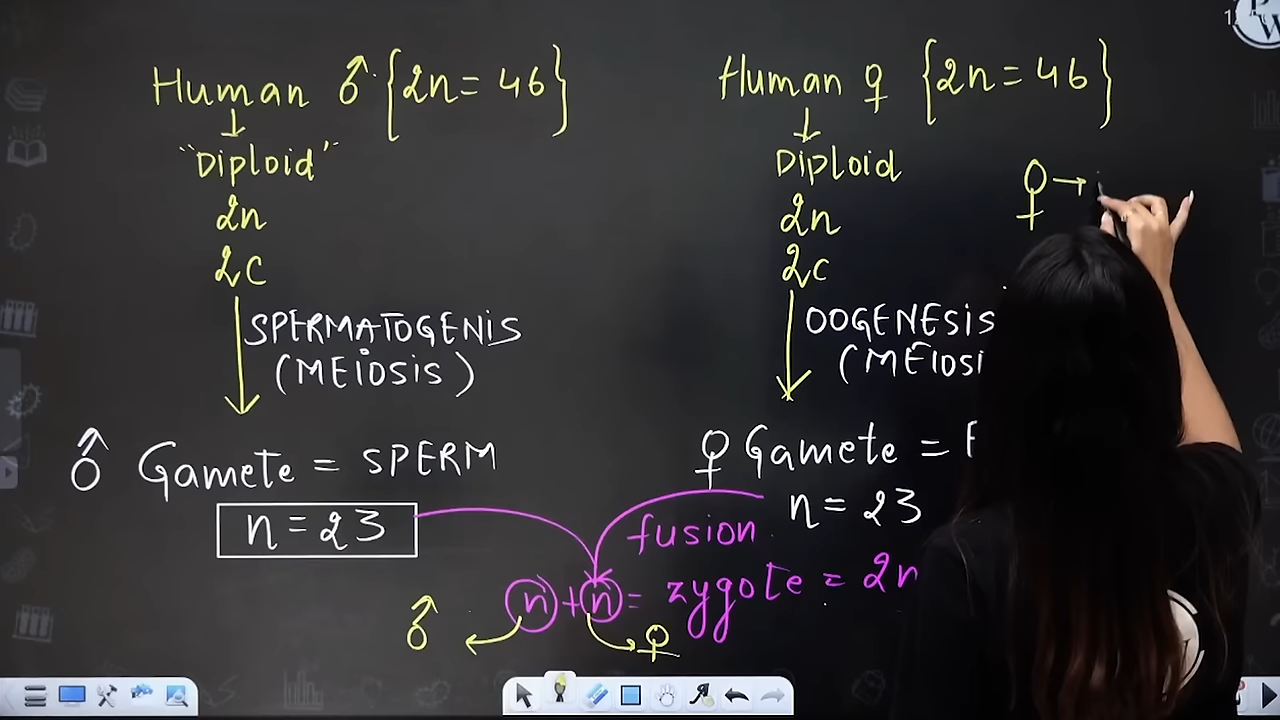 Human ♂ {2n = 46}
↓
"Diploid"
2n
2c
SPERMATOGENIS
(MEIOSIS)
♂ Gamete = SPERM
n = 23
Human ♀ {2n = 46}
↓
Diploid
2n
2c
♀ →
OOGENESIS
(MEIOSI
♀ Gamete =
n = 23
fusion
n + n = zygote = 2n
♂ ♀